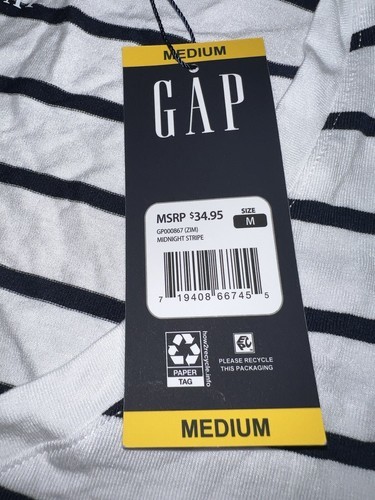 MEDIUM
GAP
MSRP $34.95
SIZE
M
GP000867 (ZIM)
MIDNIGHT STRIPE
7 19408 66745 5
PAPER
TAG
how2recycle.info
PLEASE RECYCLE
THIS PACKAGING
MEDIUM